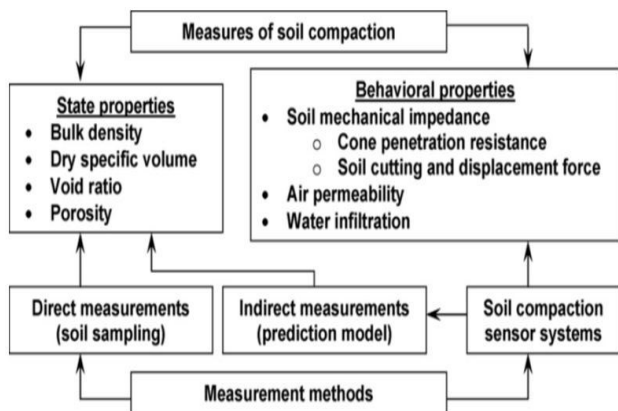 Measures of soil compaction
State properties
• Bulk density
• Dry specific volume
• Void ratio
• Porosity
Behavioral properties
• Soil mechanical impedance
o Cone penetration resistance
o Soil cutting and displacement force
• Air permeability
• Water infiltration
Direct measurements
(soil sampling)
Indirect measurements
(prediction model)
Soil compaction
sensor systems
Measurement methods